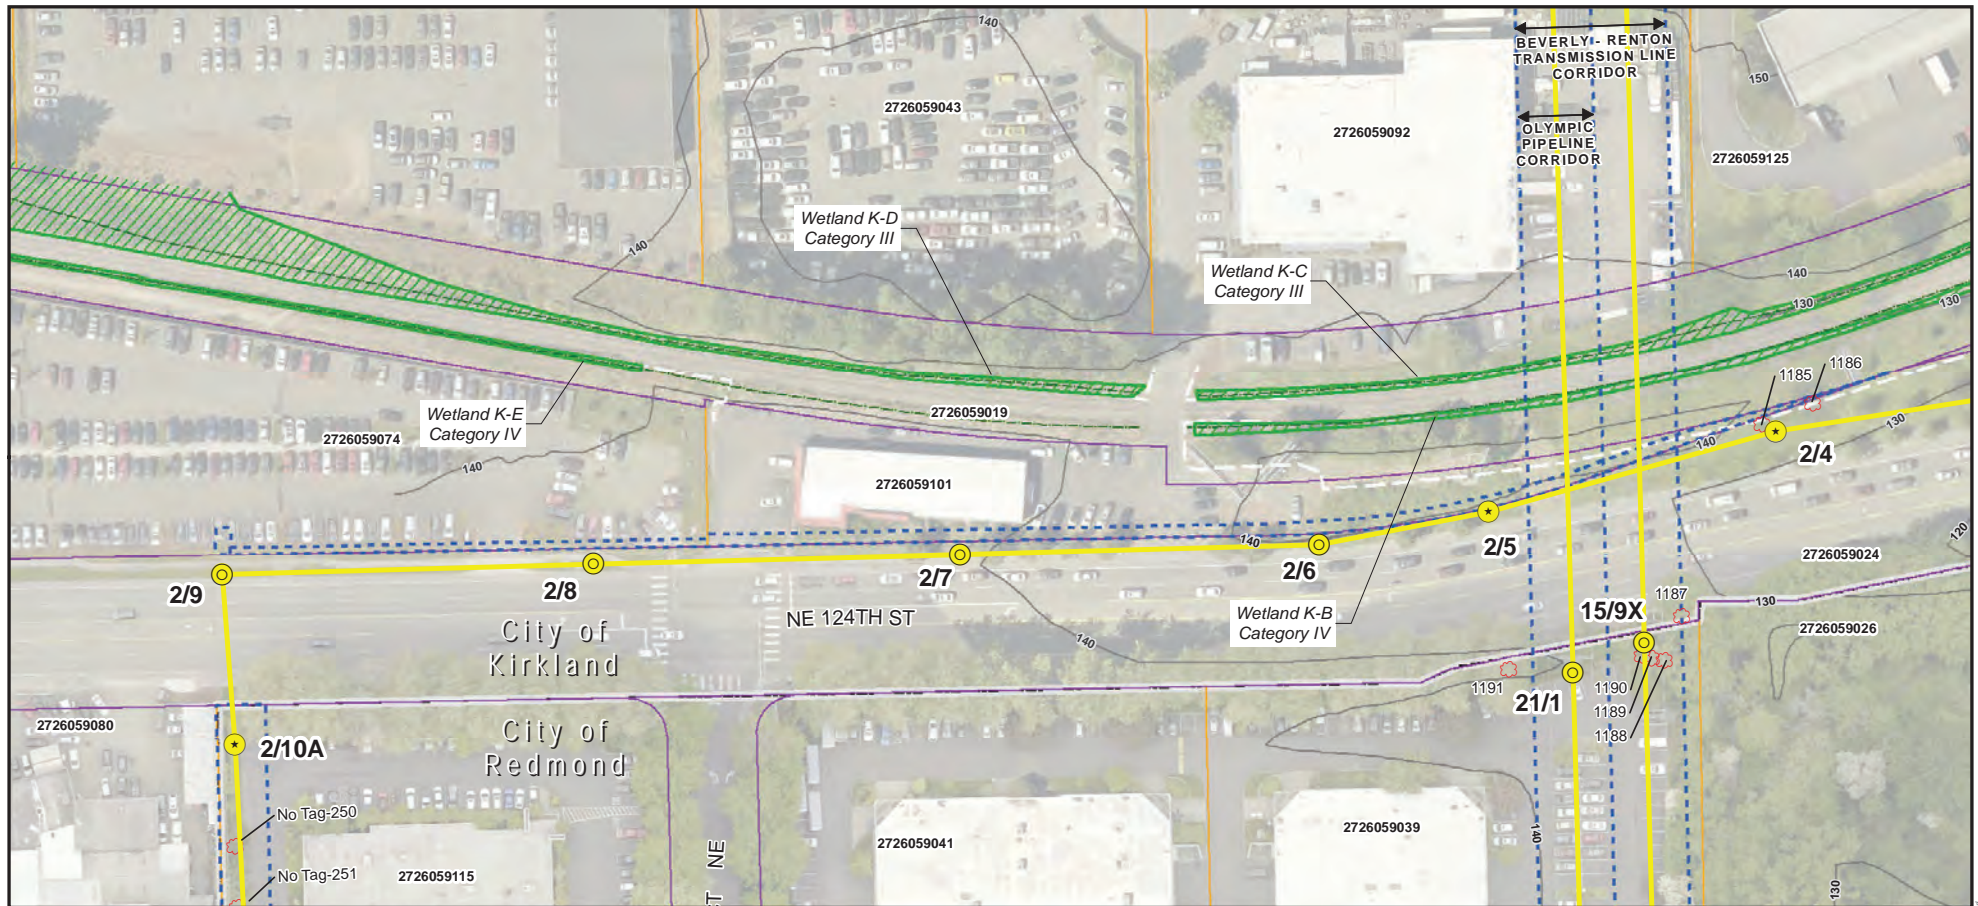 140
BEVERLY - RENTON
TRANSMISSION LINE
CORRIDOR
150
2726059043
2726059092
OLYMPIC
PIPELINE
CORRIDOR
2726059125
Wetland K-D
Category III
140
Wetland K-C
Category III
140
130
130
1186
1185
Wetland K-E
Category IV
2726059019
2726059074
140
2726059101
140
130
2/4
2/5
140
2/6
2/7
2/8
2/9
120
2726059024
1187
130
15/9X
2726059026
Wetland K-B
Category IV
NE 124TH ST
City of
Kirkland
140
1191
1190
21/1
1189
1188
2726059080
City of
Redmond
2/10A
No Tag-250
2726059041
2726059039
140
No Tag-251
2726059115
ST NE
130